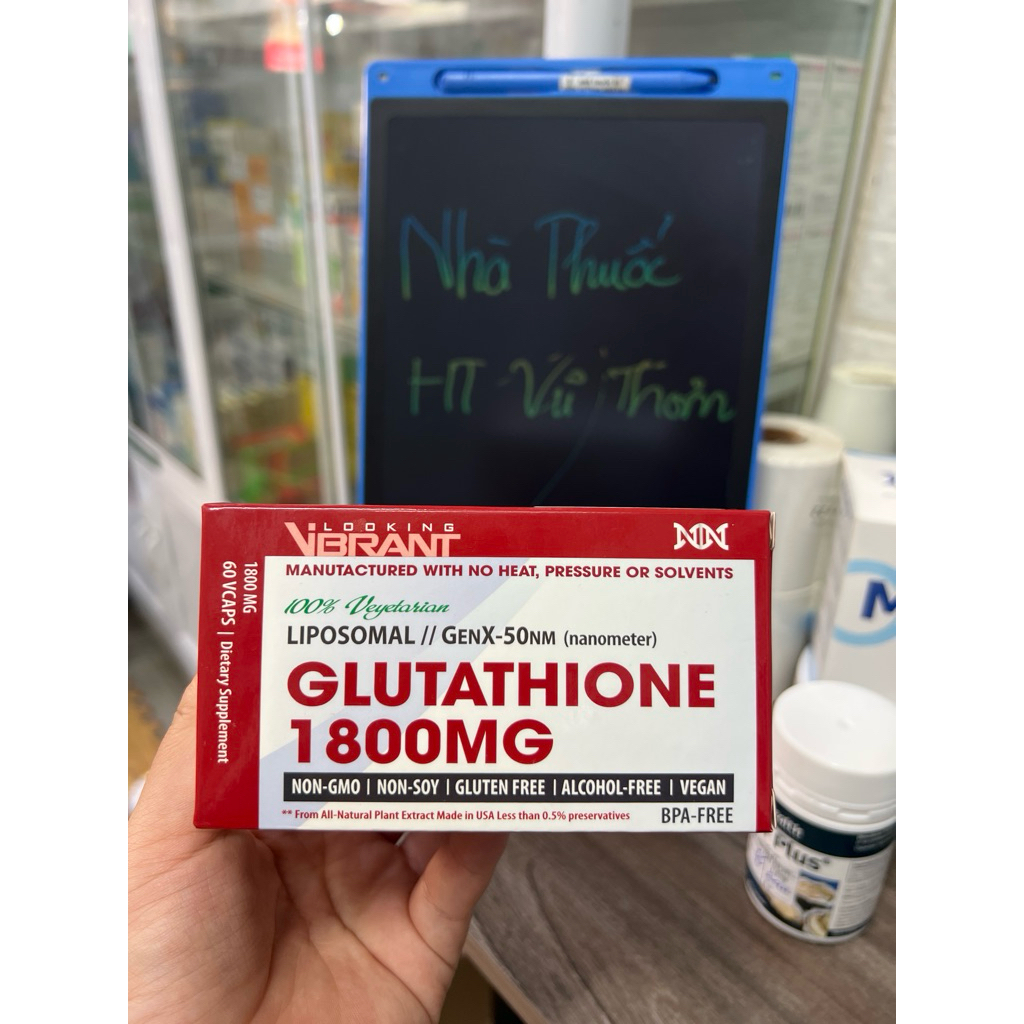 Nhà Thuốc
HT Vũ Thơm
LOOKING
VIBRANT
MANUTACTURED WITH NO HEAT, PRESSURE OR SOLVENTS
100% Veyetarian
LIPOSOMAL // GENX-50NM (nanometer)
GLUTATHIONE
1800MG
NON-GMO | NON-SOY | GLUTEN FREE | ALCOHOL-FREE | VEGAN
** From All-Natural Plant Extract Made in USA Less than 0.5% preservatives
BPA-FREE
1800 MG
60 VCAPS | Dietary Supplement
M
Plus+